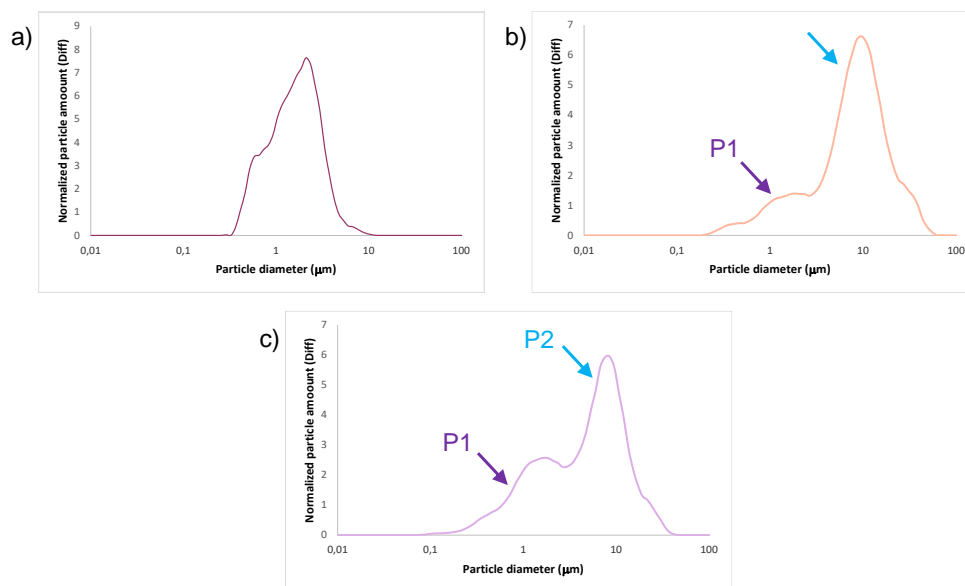 a)
Normalized particle amoount (Diff)
9
8
7
6
5
4
3
2
1
0
0,01 0,1 1 10 100
Particle diameter (μm)
b)
Normalized particle amoount (Diff)
7
6
5
4
3
2
1
0
P1
0,01 0,1 1 10 100
Particle diameter (μm)
c)
Normalized particle amoount (Diff)
7
6
5
4
3
2
1
0
P2
P1
0,01 0,1 1 10 100
Particle diameter (μm)